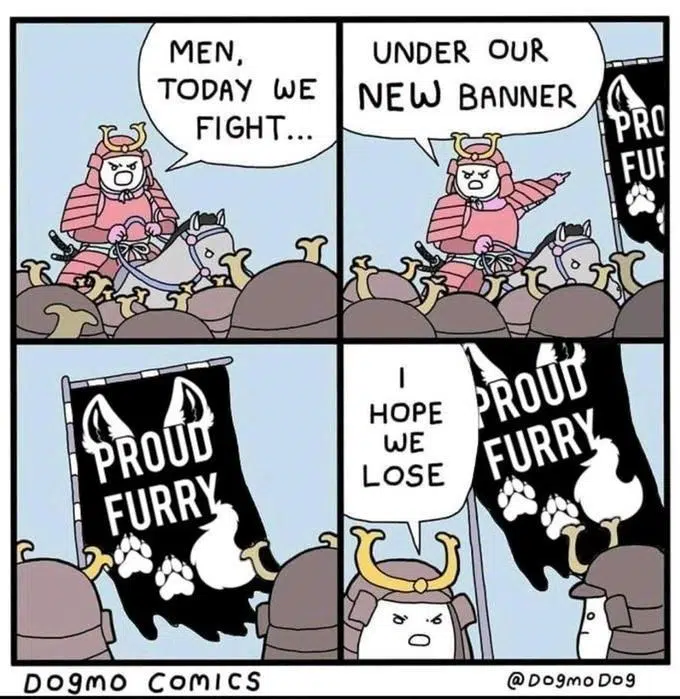 MEN,
TODAY WE
FIGHT...
UNDER OUR
NEW BANNER
PRO
FUR
PROUD
FURRY
I
HOPE
WE
LOSE
PROUD
FURRY
DOgMO COMICS
@DogmoDog